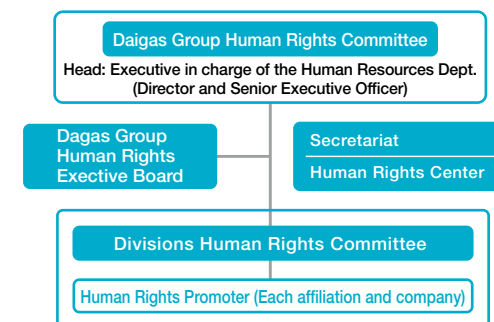 Daigas Group Human Rights Committee
Head: Executive in charge of the Human Resources Dept.
(Director and Senior Executive Officer)
Dagas Group
Human Rights
Exective Board
Secretariat
Human Rights Center
Divisions Human Rights Committee
Human Rights Promoter (Each affiliation and company)